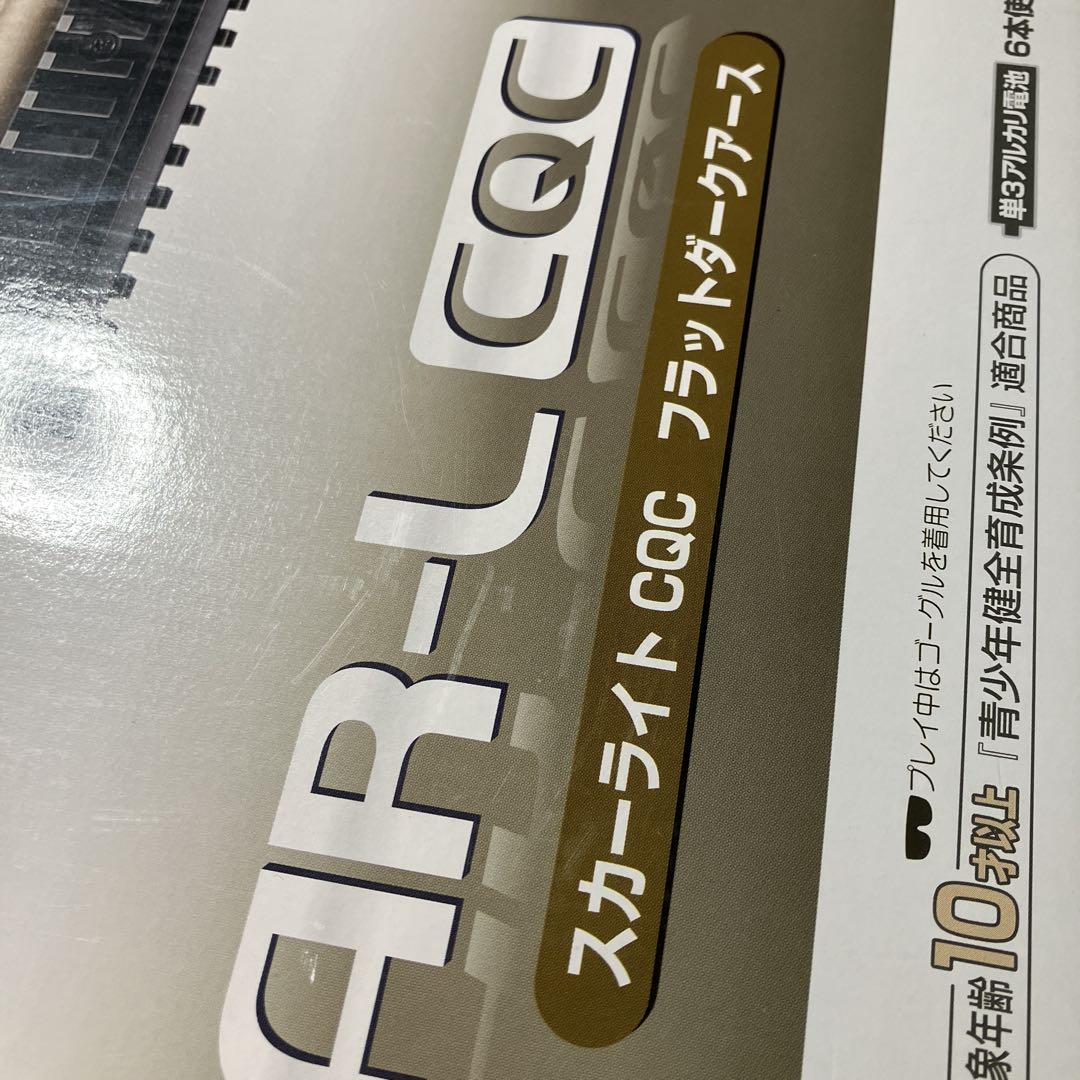 AR-L CQC
スカーライト CQC フラットダークアース
プレイ中はゴーグルを着用してください
象年齢10才以上『青少年健全育成条例』適合商品
単3アルカリ電池 6本使